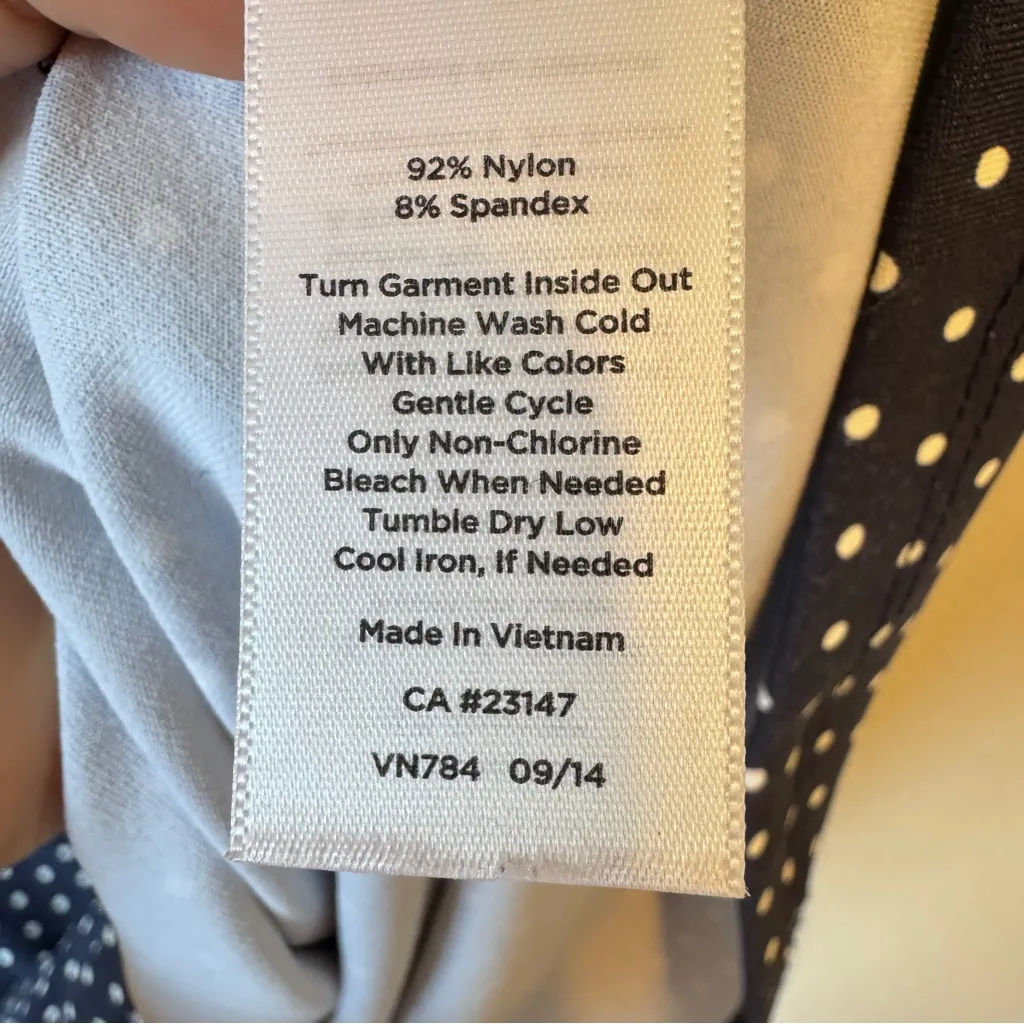 92% Nylon
8% Spandex
Turn Garment Inside Out
Machine Wash Cold
With Like Colors
Gentle Cycle
Only Non-Chlorine
Bleach When Needed
Tumble Dry Low
Cool Iron, If Needed
Made In Vietnam
CA #23147
VN784 09/14